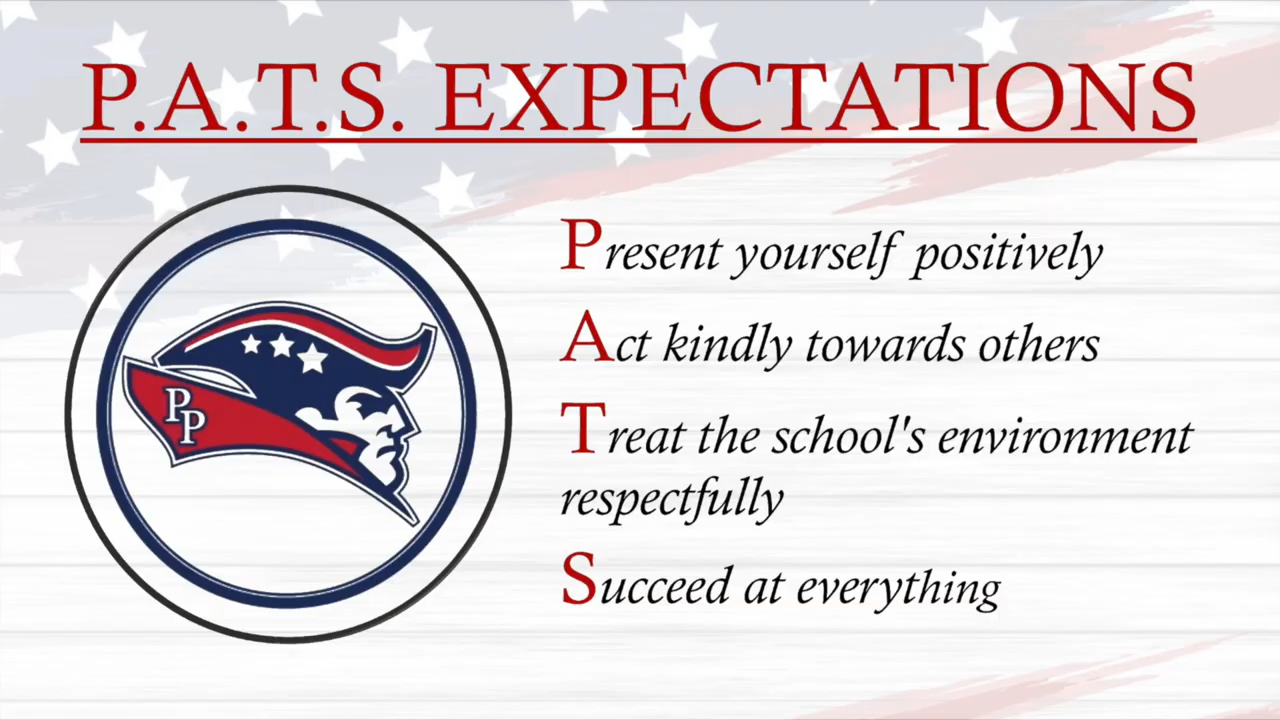 P.A.T.S. EXPECTATIONS
Present yourself positively
Act kindly towards others
Treat the school's environment
respectfully
Succeed at everything
PP